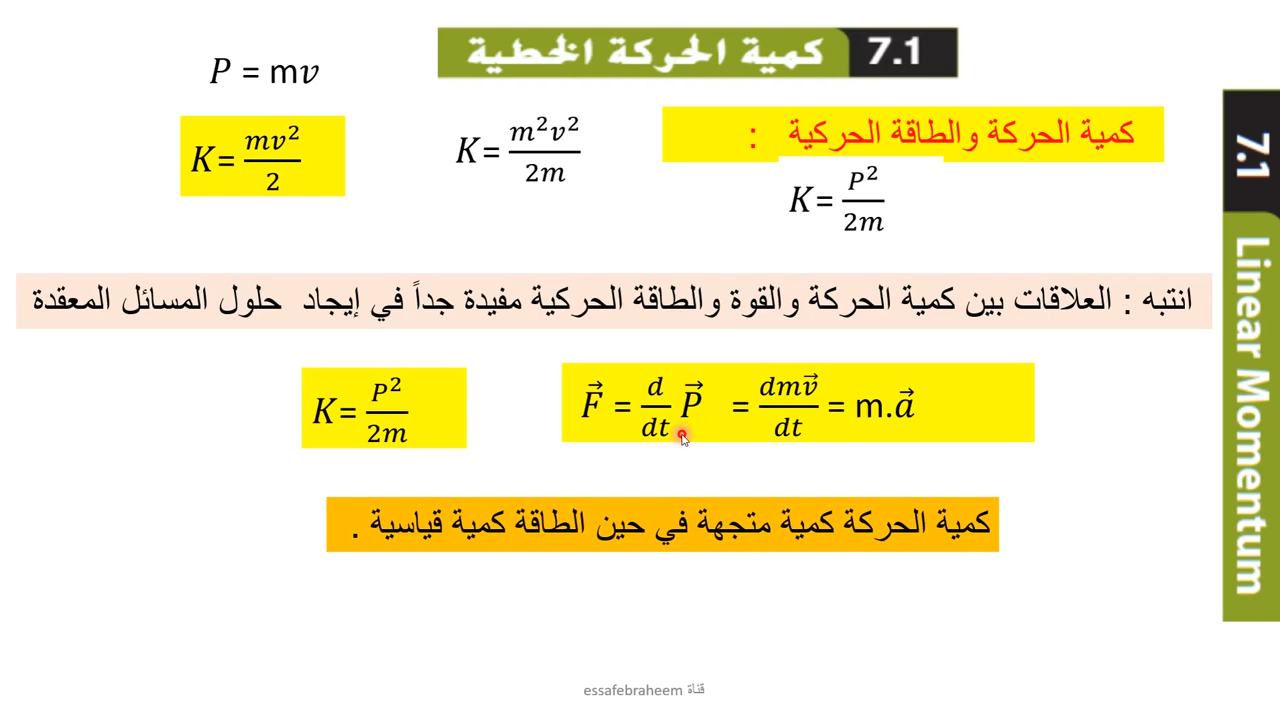 7.1 كمية الحركة الخطية
P = mv
كمية الحركة والطاقة الحركية :
K = mv²/2
K = m²v²/2m
K = P²/2m
انتبه : العلاقات بين كمية الحركة والقوة والطاقة الحركية مفيدة جداً في إيجاد حلول المسائل المعقدة
K = P²/2m
F⃗ = d/dt P⃗ = dmv⃗/dt = m.a⃗
كمية الحركة كمية متجهة في حين الطاقة كمية قياسية .
7.1 Linear Momentum
قناة essafebraheem